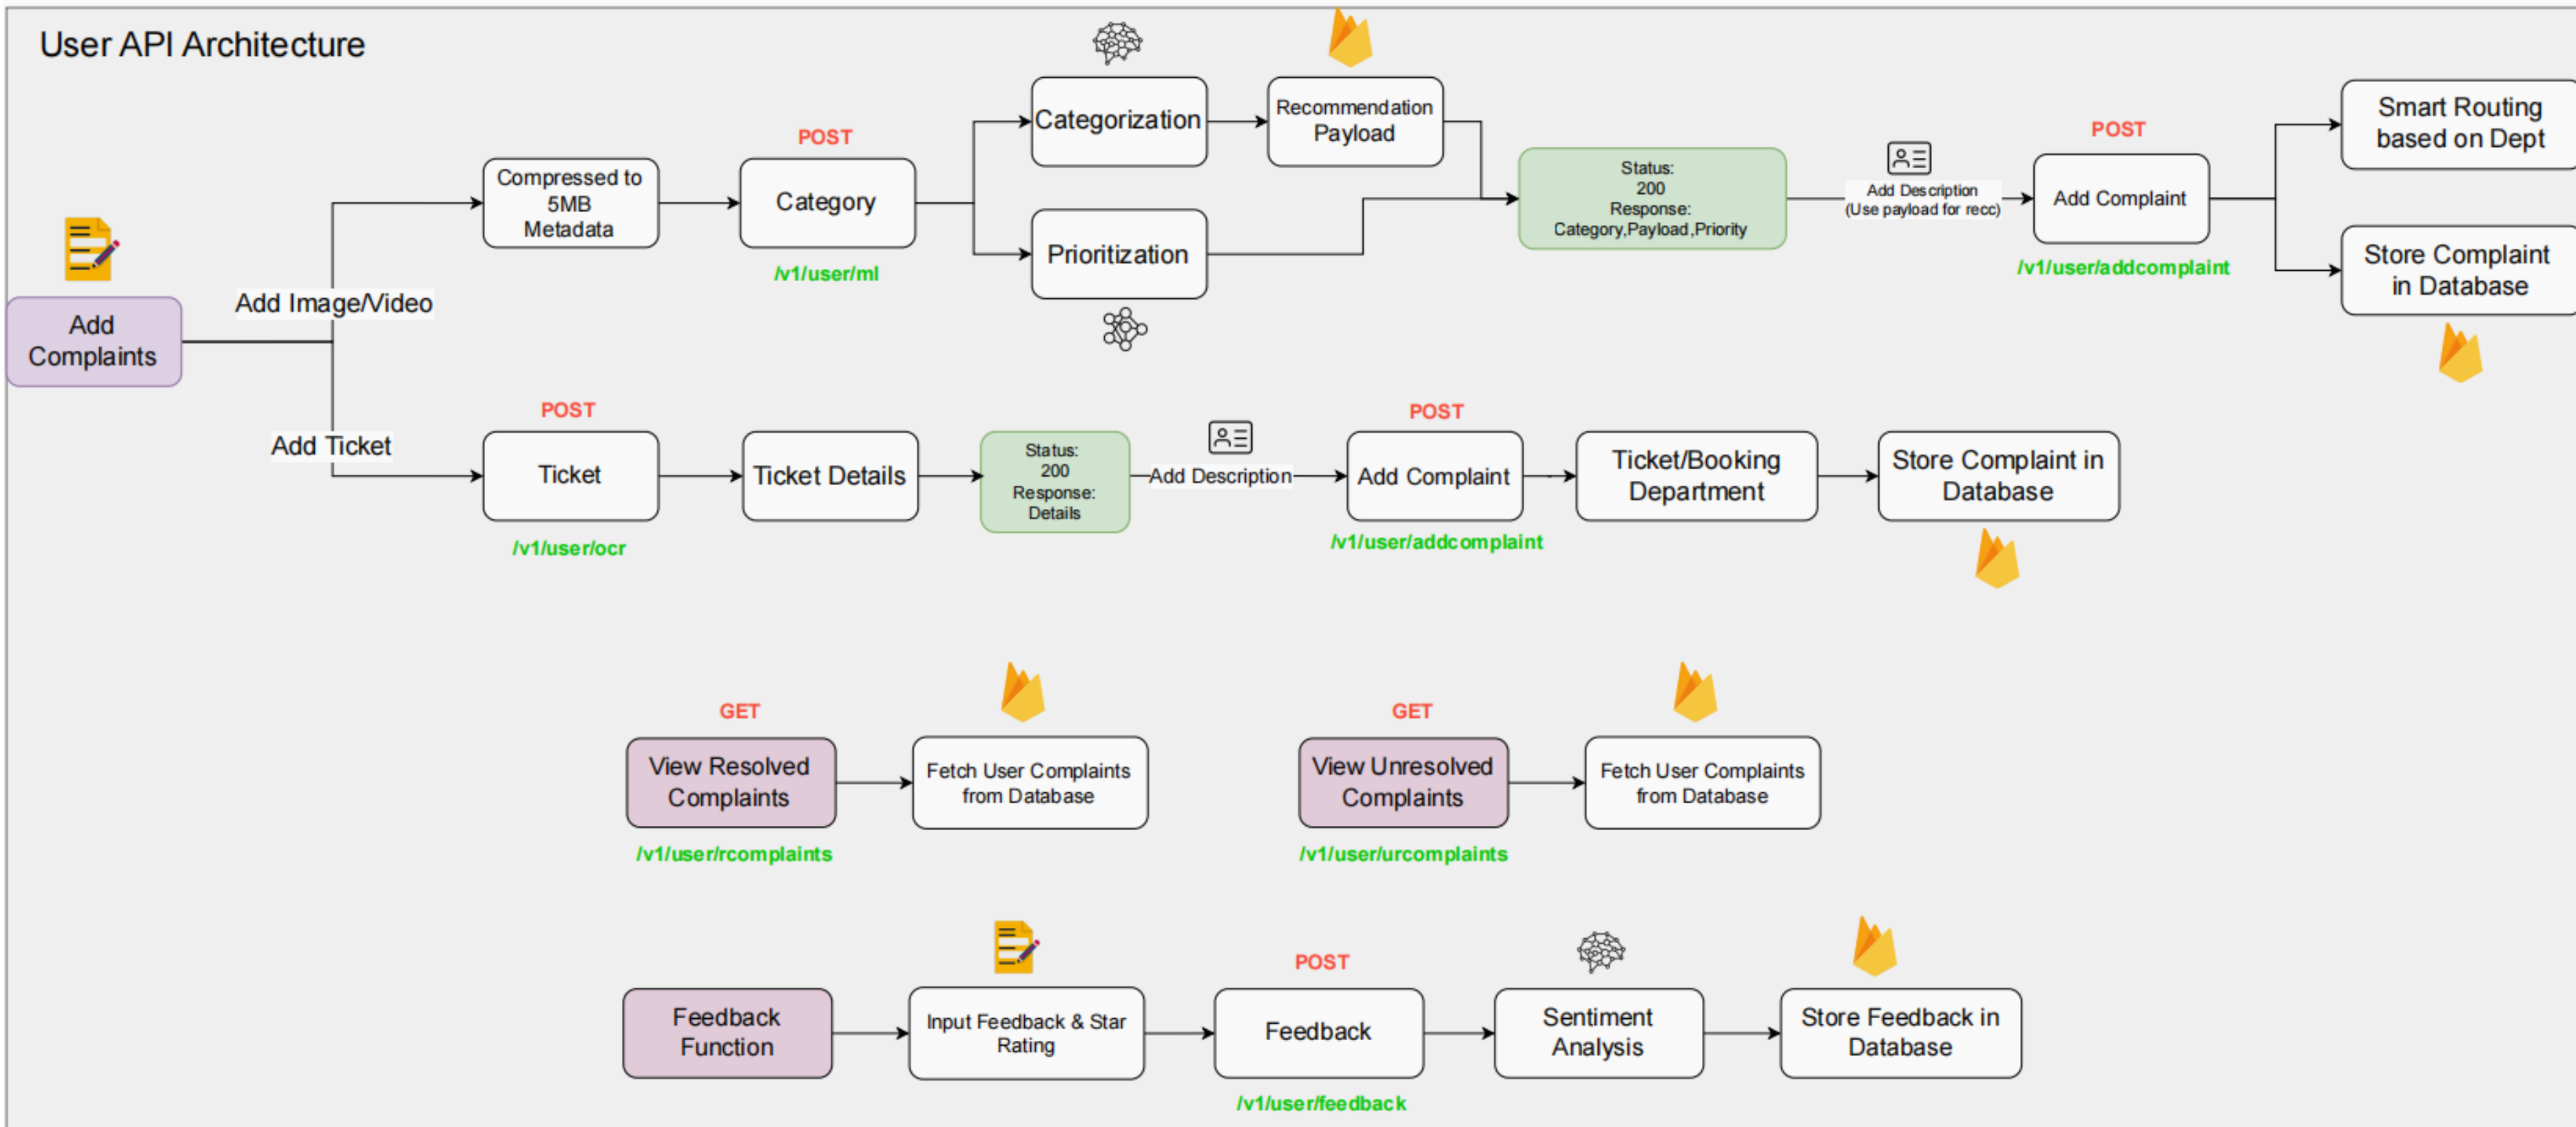 User API Architecture
Add
Complaints
Add Image/Video
Add Ticket
Compressed to
5MB
Metadata
POST
Category
/v1/user/ml
Categorization
Recommendation
Payload
Prioritization
Status:
200
Response:
Category,Payload,Priority
Add Description
(Use payload for recc)
POST
Add Complaint
/v1/user/addcomplaint
Smart Routing
based on Dept
Store Complaint
in Database
POST
Ticket
/v1/user/ocr
Ticket Details
Status:
200
Response:
Details
Add Description
POST
Add Complaint
/v1/user/addcomplaint
Ticket/Booking
Department
Store Complaint in
Database
GET
View Resolved
Complaints
/v1/user/rcomplaints
Fetch User Complaints
from Database
GET
View Unresolved
Complaints
/v1/user/urcomplaints
Fetch User Complaints
from Database
Feedback
Function
Input Feedback & Star
Rating
POST
Feedback
/v1/user/feedback
Sentiment
Analysis
Store Feedback in
Database